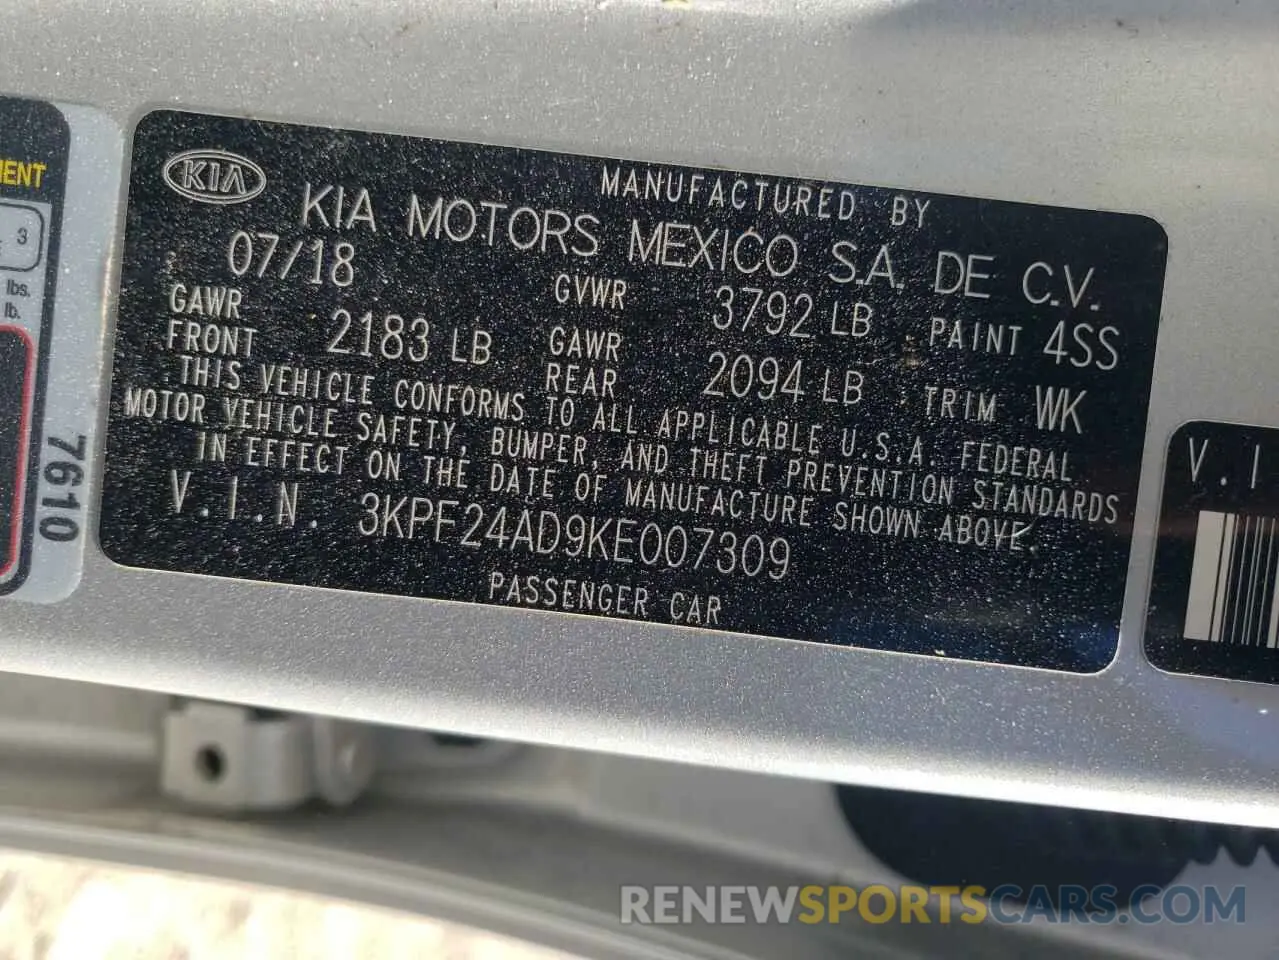 MENT
3
lbs.
lb.
7610
KIA
MANUFACTURED BY
KIA MOTORS MEXICO S.A. DE C.V.
07/18 GVWR 3792 LB PAINT 4SS
GAWR FRONT 2183 LB GAWR REAR 2094 LB TRIM WK
THIS VEHICLE CONFORMS TO ALL APPLICABLE U.S.A. FEDERAL
MOTOR VEHICLE SAFETY, BUMPER, AND THEFT PREVENTION STANDARDS
IN EFFECT ON THE DATE OF MANUFACTURE SHOWN ABOVE.
V.I.N. 3KPF24AD9KE007309
PASSENGER CAR
V.I
RENEWSPORTSCARS.COM